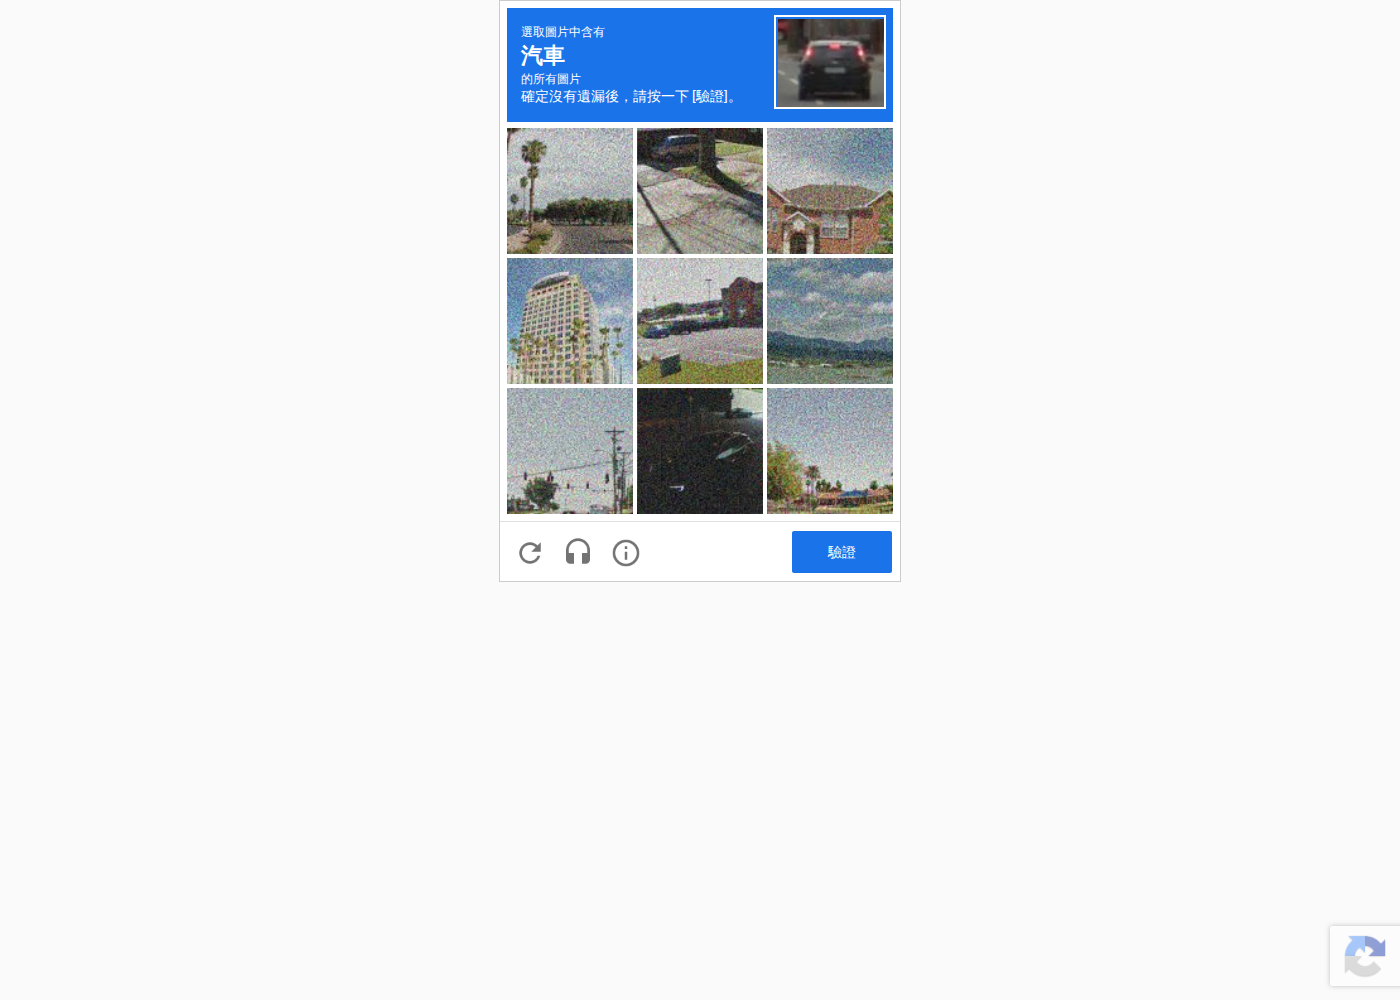 選取圖片中含有
汽車
的所有圖片
確定沒有遺漏後，請按一下 [驗證]。
驗證